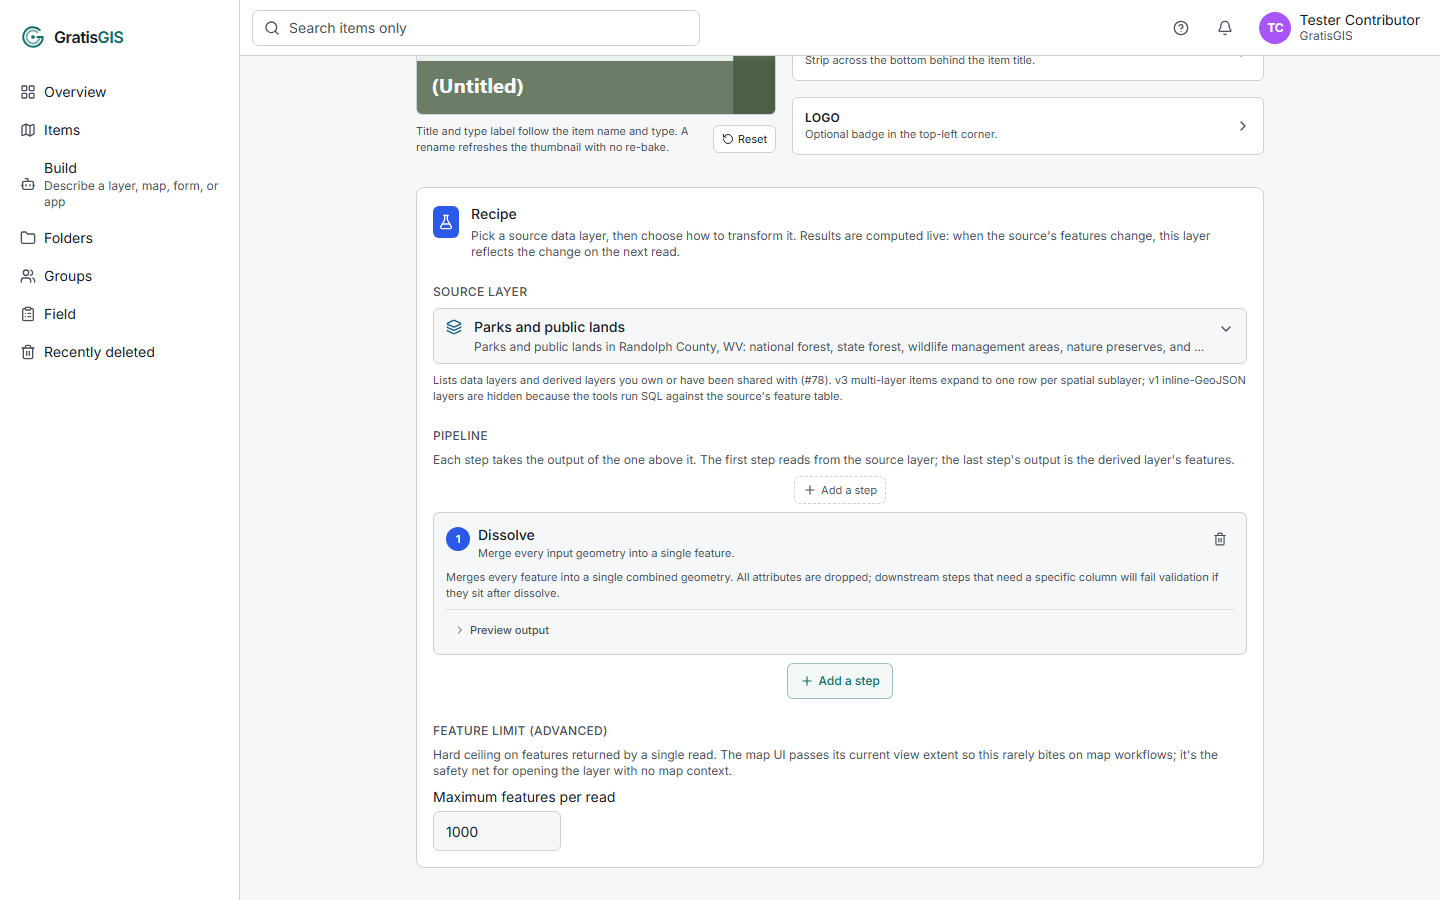 GratisGIS
Search items only
TC
Tester Contributor
GratisGIS
Overview
Items
Build
Describe a layer, map, form, or
app
Folders
Groups
Field
Recently deleted
(Untitled)
Title and type label follow the item name and type. A
rename refreshes the thumbnail with no re-bake.
Reset
Strip across the bottom behind the item title.
LOGO
Optional badge in the top-left corner.
Recipe
Pick a source data layer, then choose how to transform it. Results are computed live: when the source's features change, this layer
reflects the change on the next read.
SOURCE LAYER
Parks and public lands
Parks and public lands in Randolph County, WV: national forest, state forest, wildlife management areas, nature preserves, and ...
Lists data layers and derived layers you own or have been shared with (#78). v3 multi-layer items expand to one row per spatial sublayer; v1 inline-GeoJSON
layers are hidden because the tools run SQL against the source's feature table.
PIPELINE
Each step takes the output of the one above it. The first step reads from the source layer; the last step's output is the derived layer's features.
Add a step
1
Dissolve
Merge every input geometry into a single feature.
Merges every feature into a single combined geometry. All attributes are dropped; downstream steps that need a specific column will fail validation if
they sit after dissolve.
Preview output
Add a step
FEATURE LIMIT (ADVANCED)
Hard ceiling on features returned by a single read. The map UI passes its current view extent so this rarely bites on map workflows; it's the
safety net for opening the layer with no map context.
Maximum features per read
1000